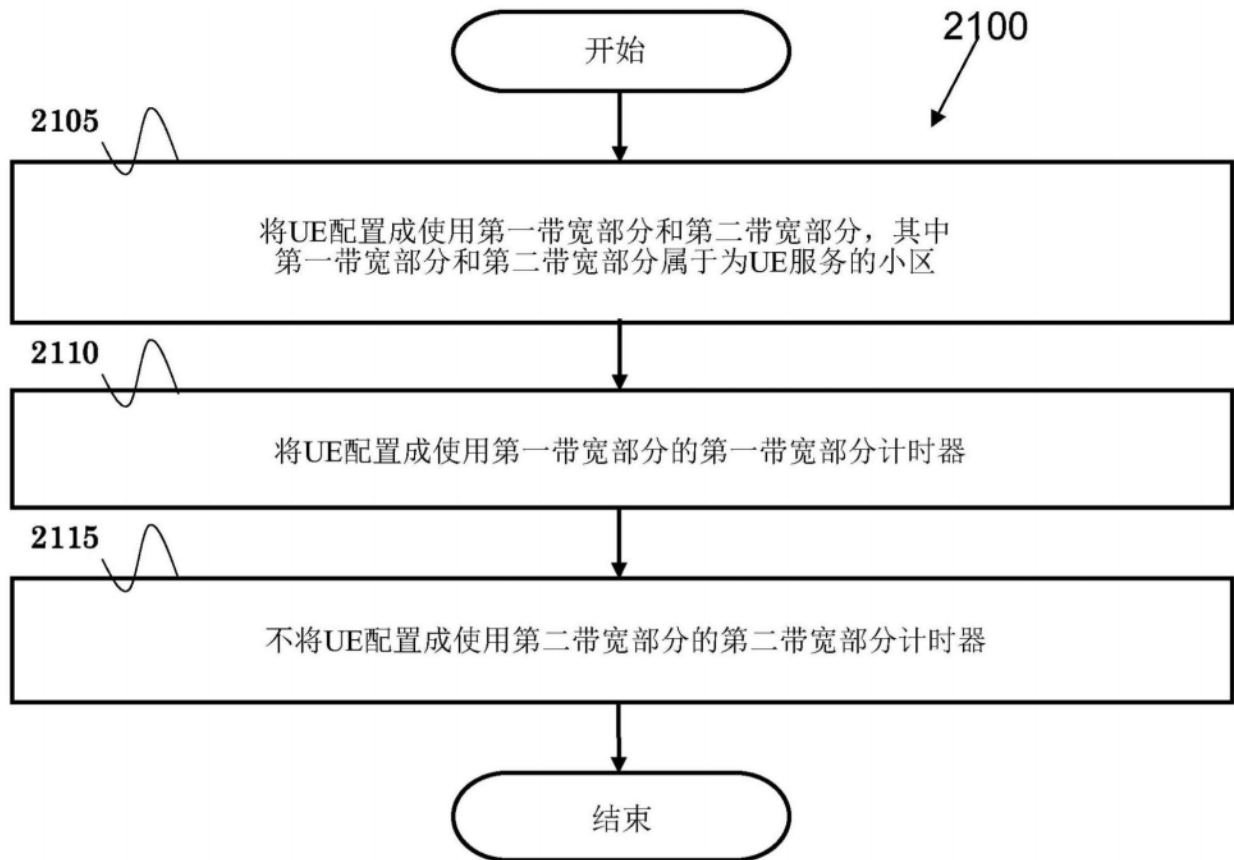 开始
2100
2105
将UE配置成使用第一带宽部分和第二带宽部分，其中
第一带宽部分和第二带宽部分属于为UE服务的小区
2110
将UE配置成使用第一带宽部分的第一带宽部分计时器
2115
不将UE配置成使用第二带宽部分的第二带宽部分计时器
结束